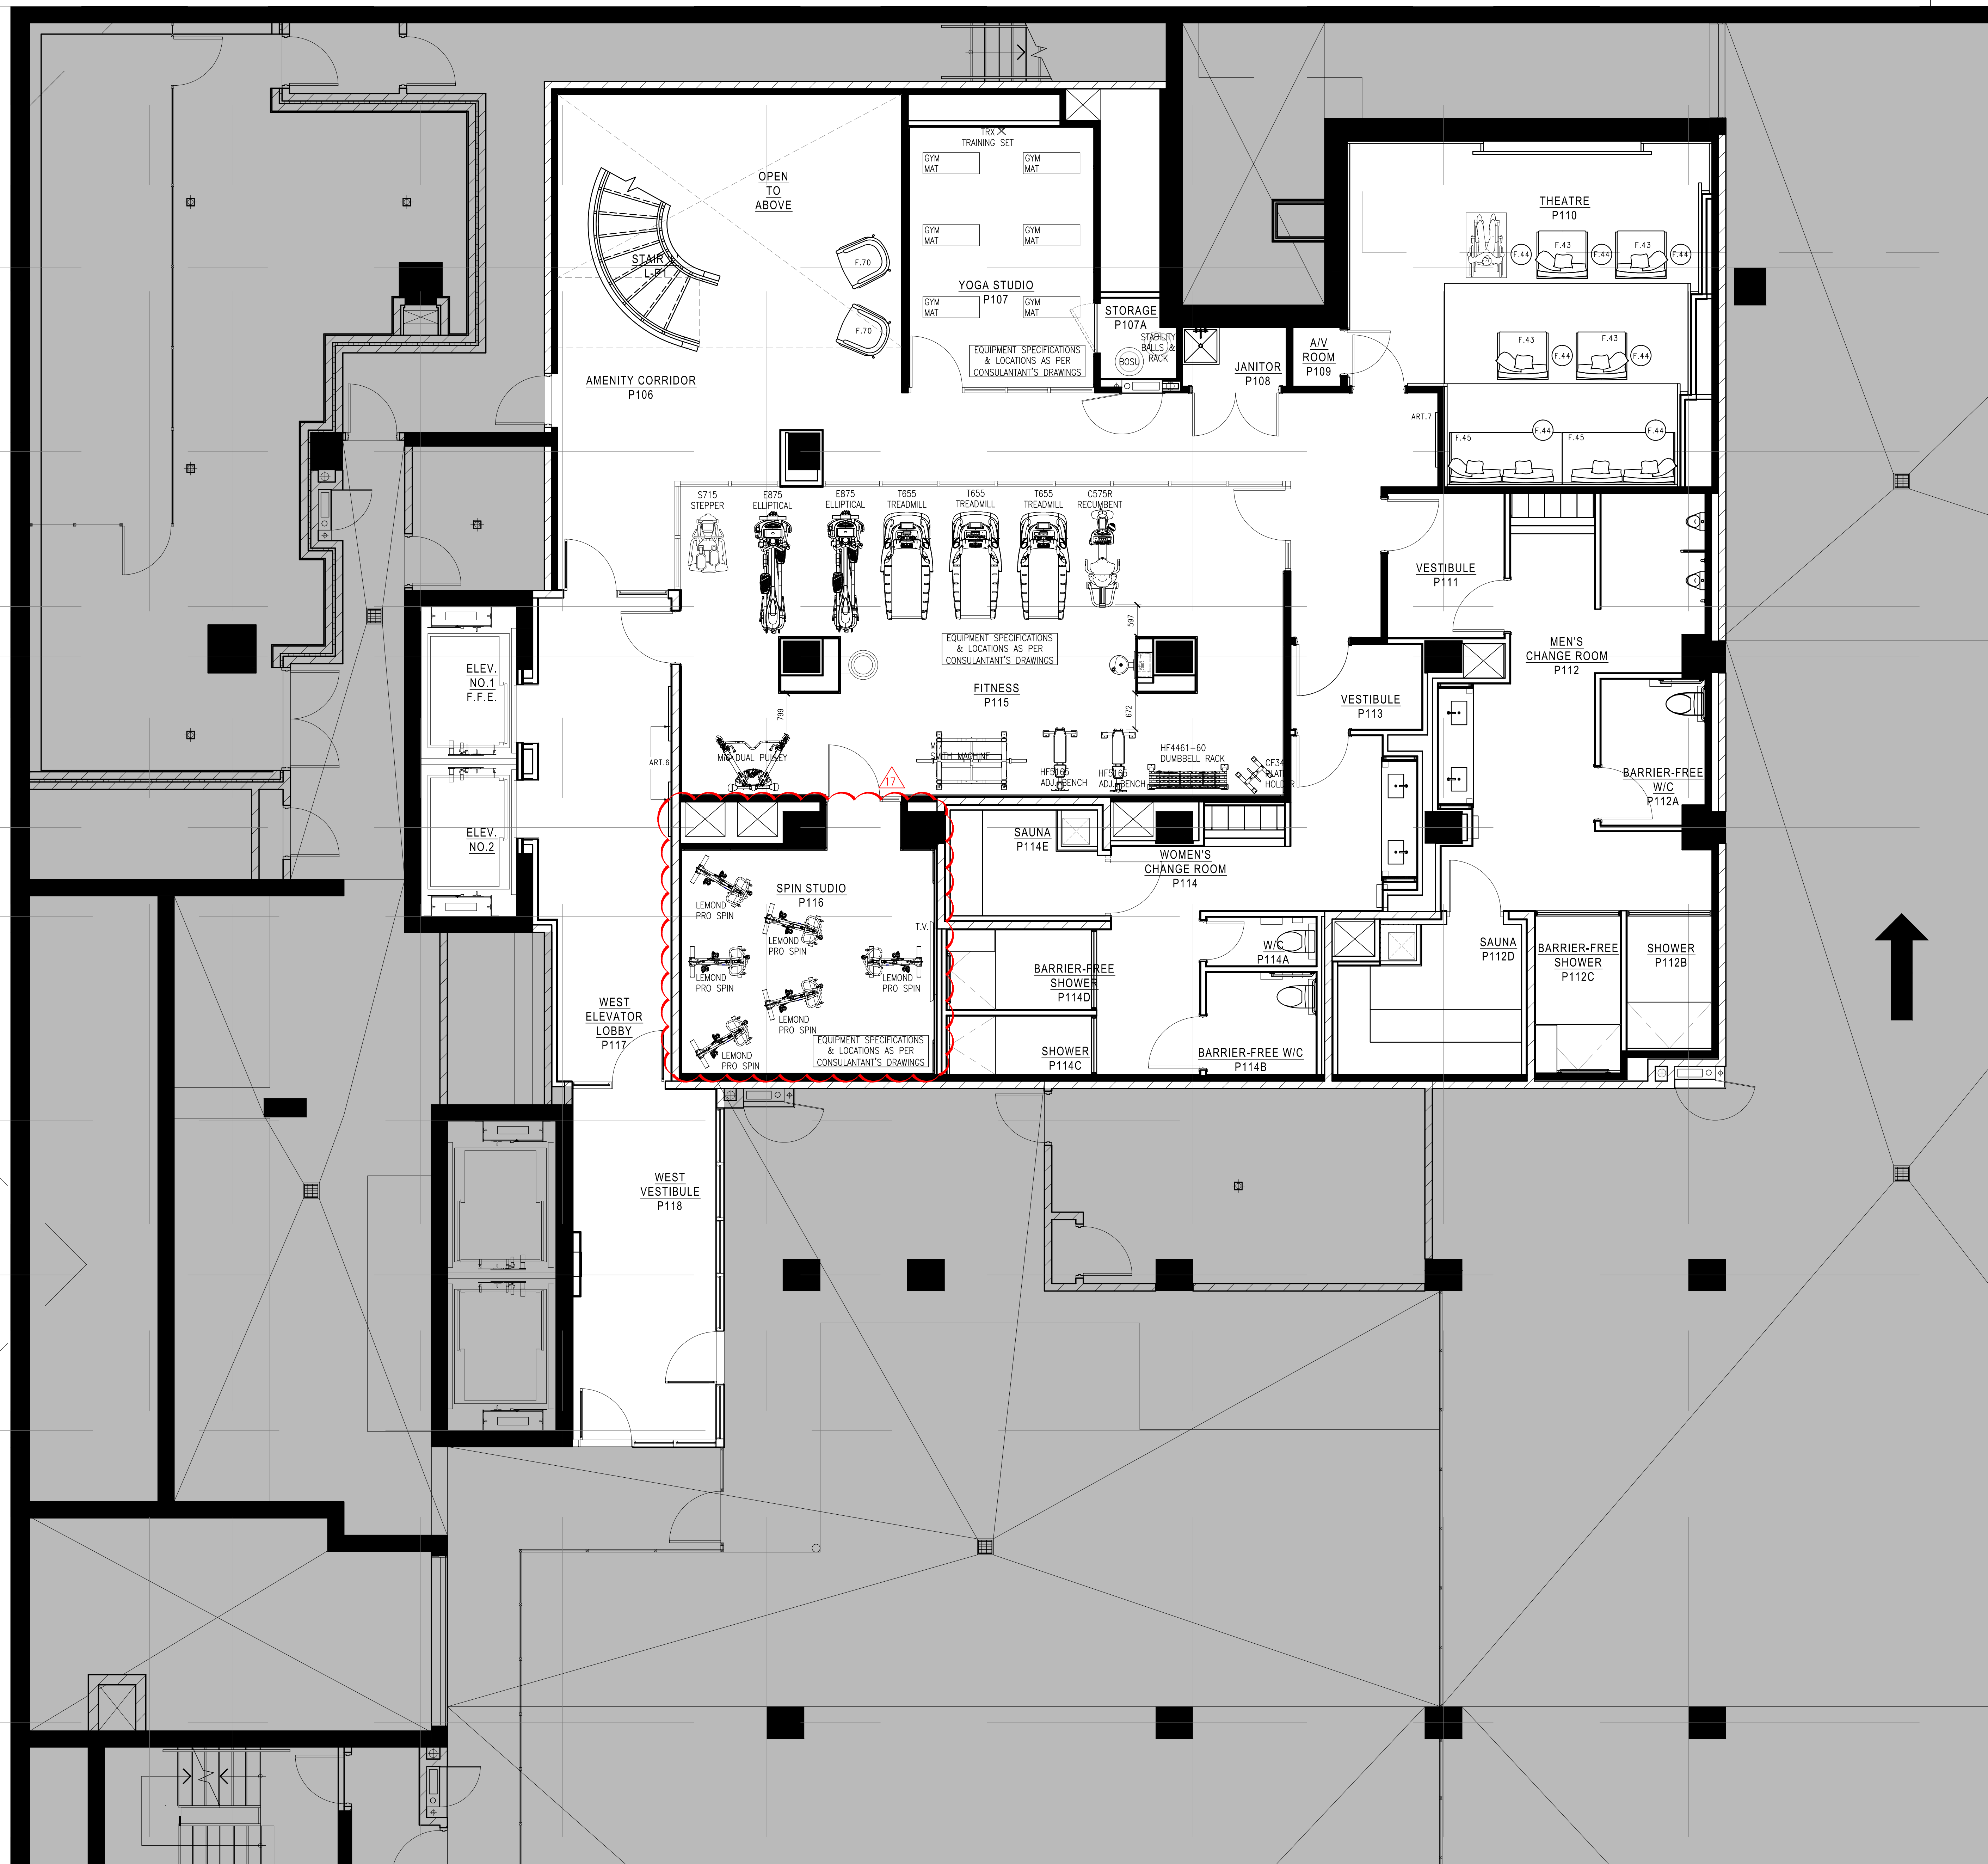 TRX
TRAINING SET
GYM
MAT
GYM
MAT
OPEN
TO
ABOVE
THEATRE
P110
GYM
MAT
GYM
MAT
F.43
F.43
F.44
F.44
F.44
STAIR
F.70
YOGA STUDIO
P107
GYM
MAT
GYM
MAT
F.70
STORAGE
P107A
STABILITY
BALLS &
RACK
BOSU
EQUIPMENT SPECIFICATIONS
& LOCATIONS AS PER
CONSULANTANT'S DRAWINGS
A/V
ROOM
P109
F.43
F.43
F.44
F.44
JANITOR
P108
AMENITY CORRIDOR
P106
ART.7
F.45
F.44
F.45
F.44
S715
STEPPER
E875
ELLIPTICAL
E875
ELLIPTICAL
T655
TREADMILL
T655
TREADMILL
T655
TREADMILL
C575R
RECUMBENT
VESTIBULE
P111
597
EQUIPMENT SPECIFICATIONS
& LOCATIONS AS PER
CONSULANTANT'S DRAWINGS
MEN'S
CHANGE ROOM
P112
ELEV.
NO.1
F.F.E.
FITNESS
P115
VESTIBULE
P113
799
672
DUAL PULLEY
SMITH MACHINE
HF5165
ADJ. BENCH
HF5165
ADJ. BENCH
HF4461-60
DUMBBELL RACK
HOLDER
ART.6
17
BARRIER-FREE
W/C
P112A
ELEV.
NO.2
SAUNA
P114E
WOMEN'S
CHANGE ROOM
P114
SPIN STUDIO
P116
LEMOND
PRO SPIN
LEMOND
PRO SPIN
T.V.
LEMOND
PRO SPIN
LEMOND
PRO SPIN
LEMOND
PRO SPIN
LEMOND
PRO SPIN
EQUIPMENT SPECIFICATIONS
& LOCATIONS AS PER
CONSULANTANT'S DRAWINGS
W/C
P114A
BARRIER-FREE
SHOWER
P114D
SAUNA
P112D
BARRIER-FREE
SHOWER
P112C
SHOWER
P112B
WEST
ELEVATOR
LOBBY
P117
SHOWER
P114C
BARRIER-FREE W/C
P114B
WEST
VESTIBULE
P118